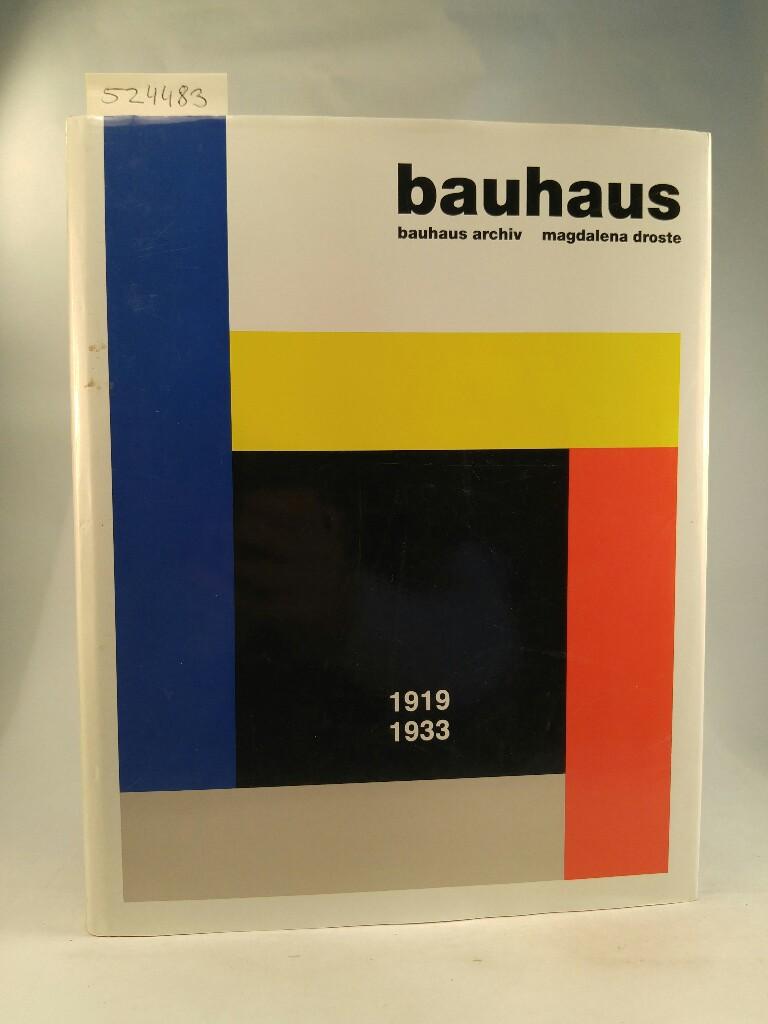 524483
bauhaus
bauhaus archiv magdalena droste
1919
1933